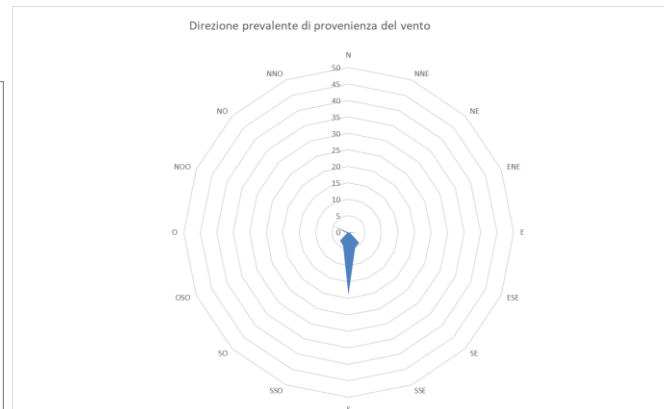 Direzione prevalente di provenienza del vento
N
NNO
NNE
50
45
NO
NE
40
35
30
NOO
ENE
25
20
15
10
5
O
0
E
OSO
ESE
SO
SE
SSO
SSE